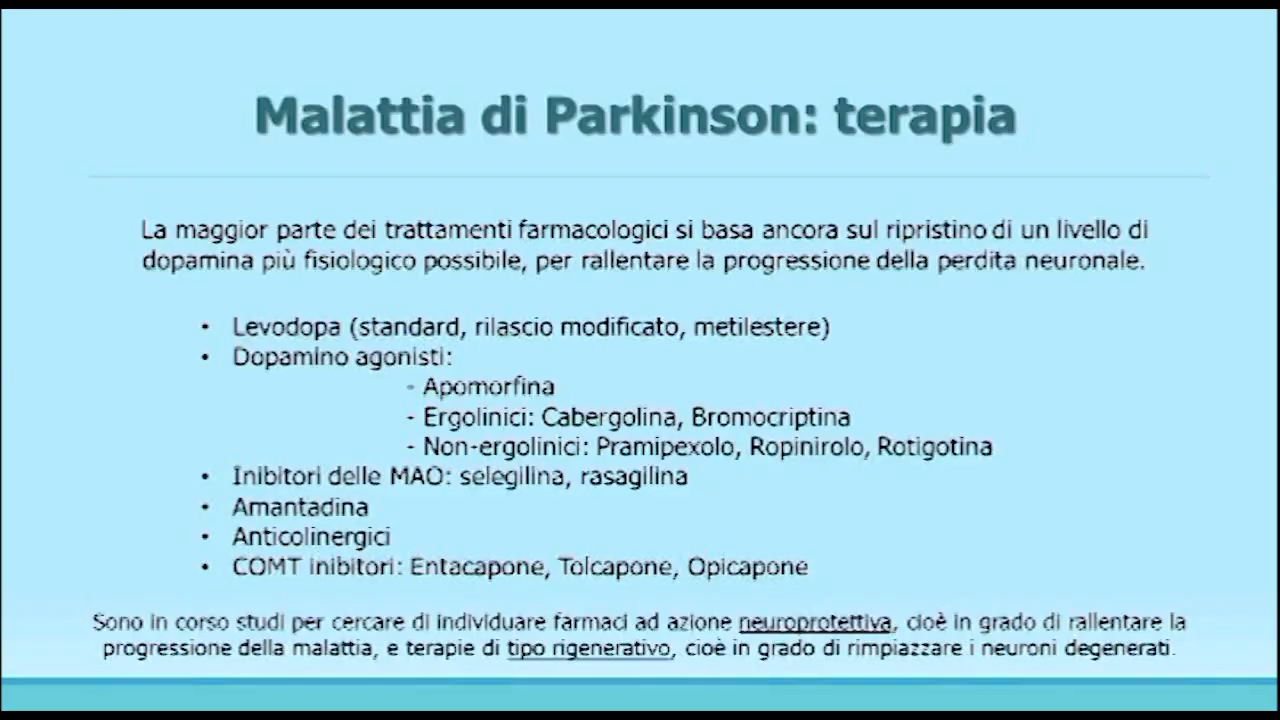 Malattia di Parkinson: terapia
La maggior parte dei trattamenti farmacologici si basa ancora sul ripristino di un livello di
dopamina più fisiologico possibile, per rallentare la progressione della perdita neuronale.
• Levodopa (standard, rilascio modificato, metilestere)
• Dopamino agonisti:
- Apomorfina
- Ergolinici: Cabergolina, Bromocriptina
- Non-ergolinici: Pramipexolo, Ropinirolo, Rotigotina
• Inibitori delle MAO: selegilina, rasagilina
• Amantadina
• Anticolinergici
• COMT inibitori: Entacapone, Tolcapone, Opicapone
Sono in corso studi per cercare di individuare farmaci ad azione neuroprotettiva, cioè in grado di rallentare la
progressione della malattia, e terapie di tipo rigenerativo, cioè in grado di rimpiazzare i neuroni degenerati.